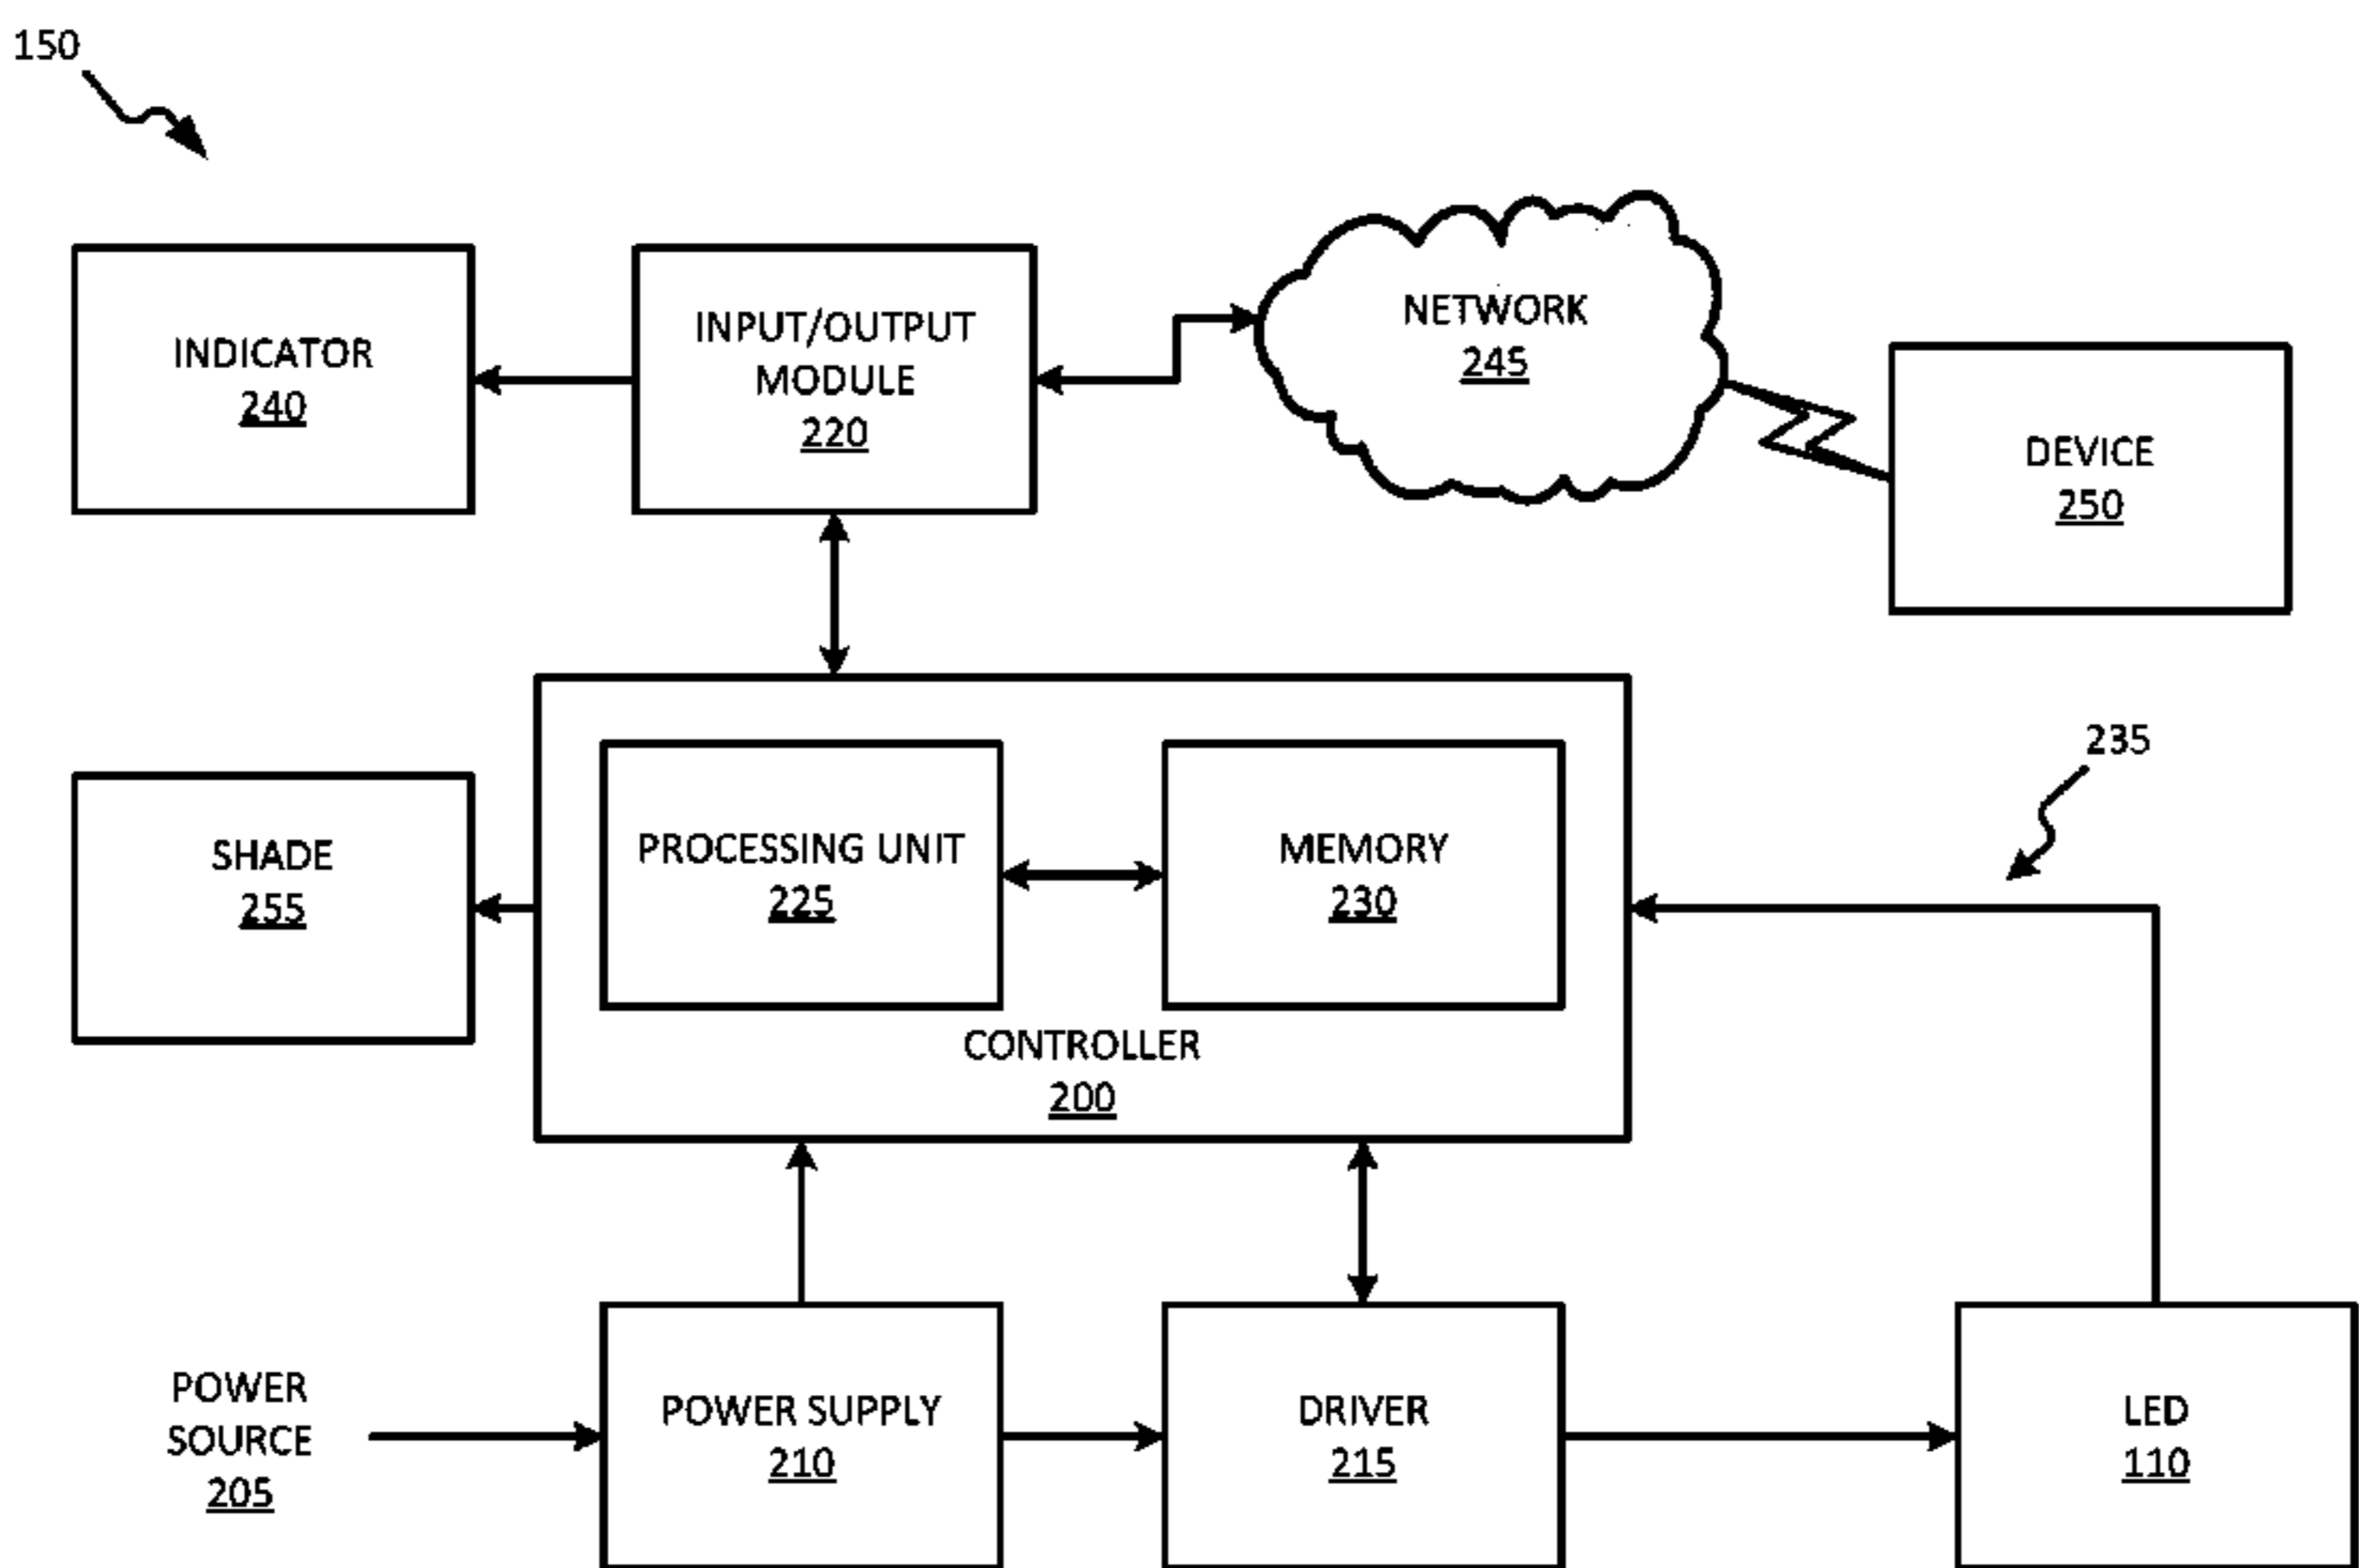 150
INDICATOR
240
INPUT/OUTPUT
MODULE
220
NETWORK
245
DEVICE
250
SHADE
255
PROCESSING UNIT
225
MEMORY
230
CONTROLLER
200
235
POWER
SOURCE
205
POWER SUPPLY
210
DRIVER
215
LED
110